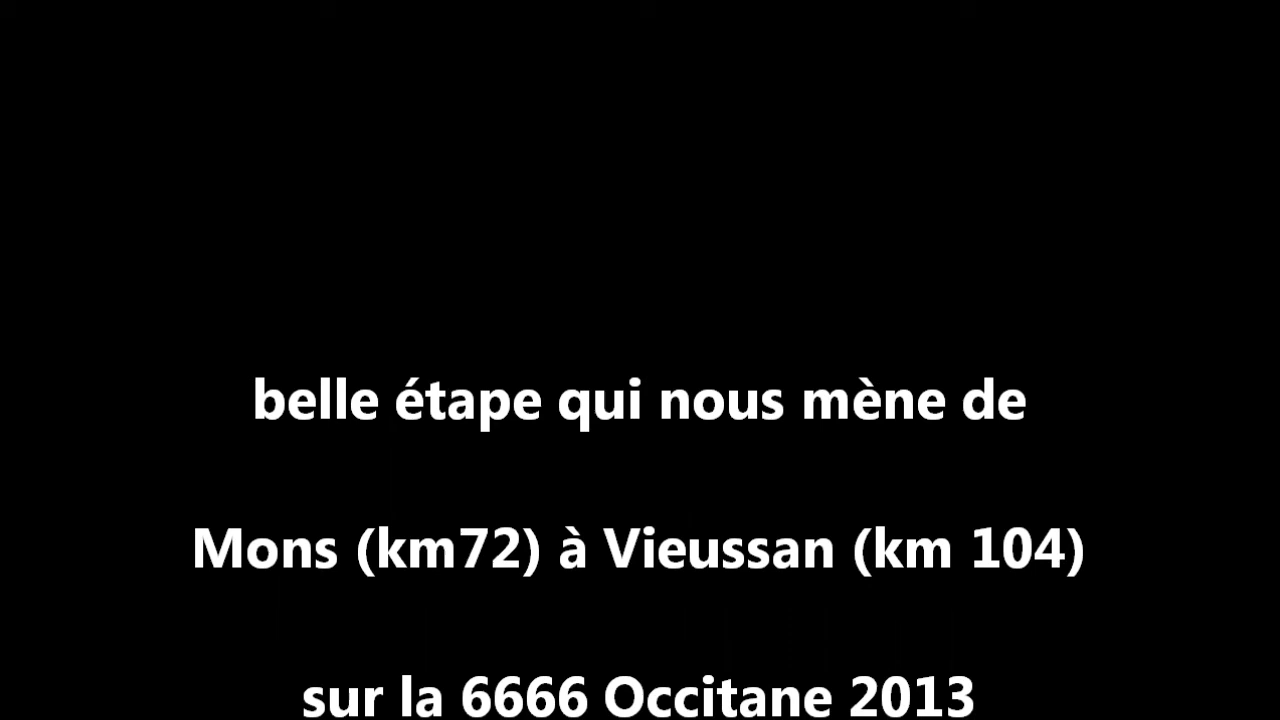 belle étape qui nous mène de
Mons (km72) à Vieussan (km 104)
sur la 6666 Occitane 2013